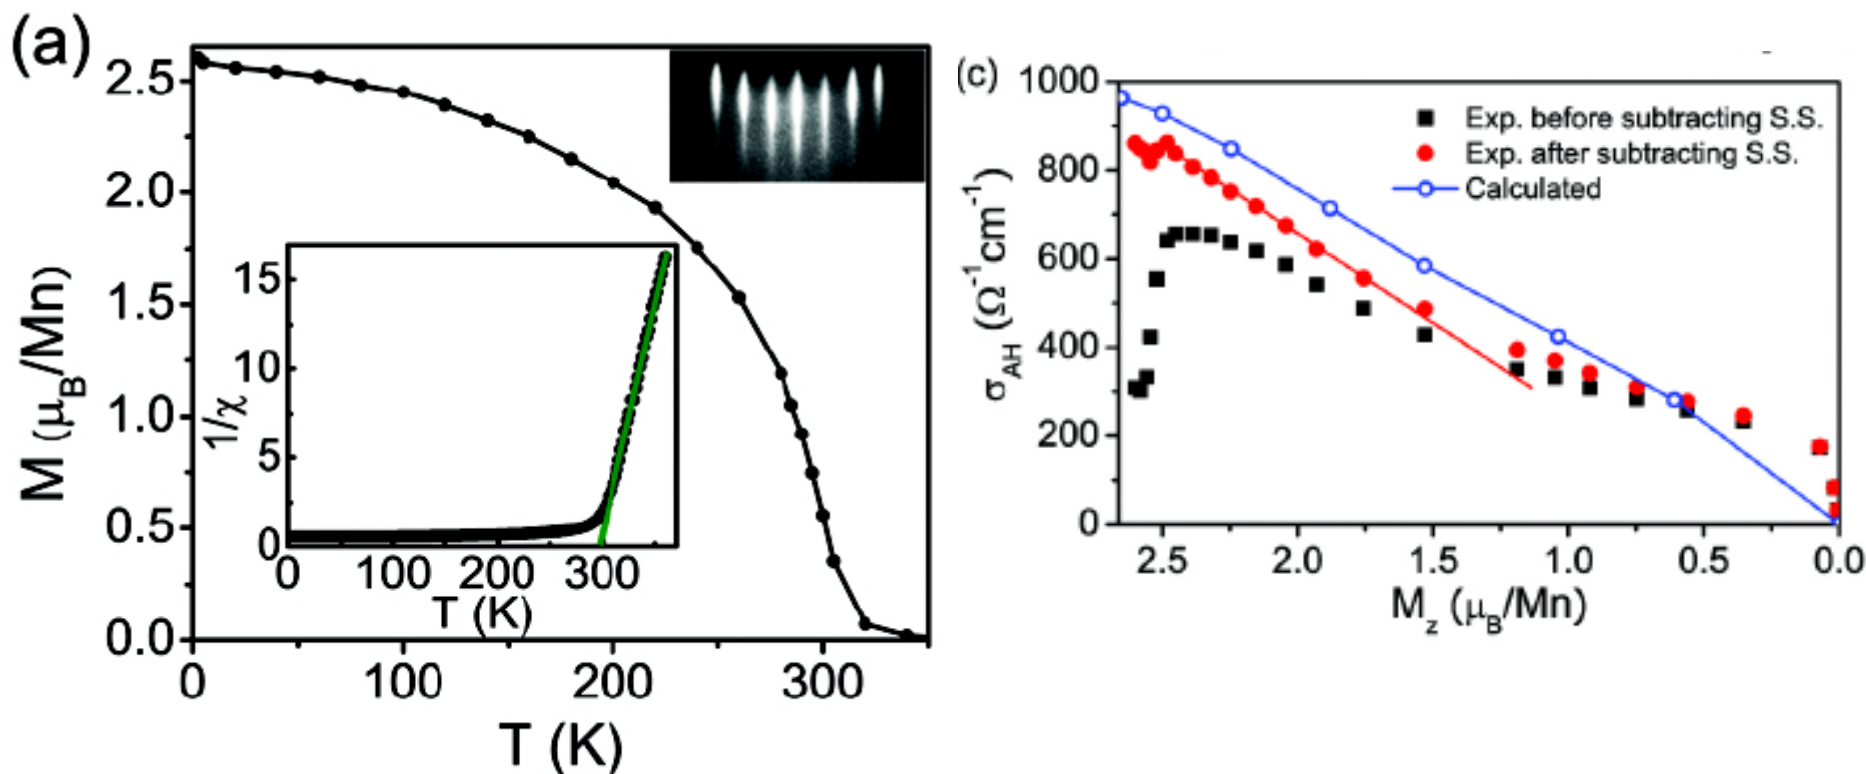 (a)
2.5
2.0
1.5
1.0
0.5
0.0
M (μB/Mn)
0
100
200
300
T (K)
15
10
5
0
1/χ
0
100
200
300
T (K)
(c)
1000
800
600
400
200
0
σAH (Ω⁻¹cm⁻¹)
Exp. before subtracting S.S.
Exp. after subtracting S.S.
Calculated
2.5
2.0
1.5
1.0
0.5
0.0
Mz (μB/Mn)